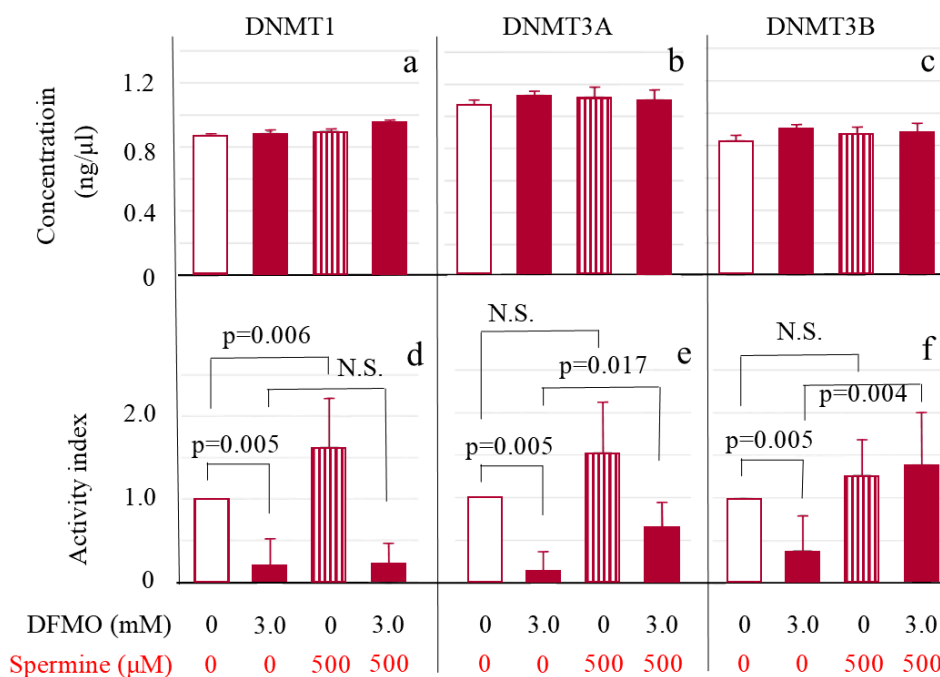 DNMT1 DNMT3A DNMT3B
a b c
1.2
0.8
0.4
0
Concentratioin
(ng/µl)
N.S. N.S.
p=0.006 d e f
N.S. p=0.017
p=0.004
p=0.005 p=0.005 p=0.005
2.0
1.0
0
Activity index
DFMO (mM) 0 3.0 0 3.0 0 3.0 0 3.0 0 3.0 0 3.0
Spermine (µM) 0 0 500 500 0 0 500 500 0 0 500 500